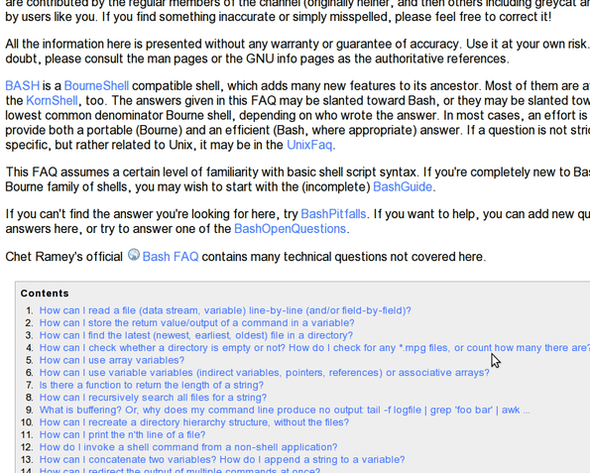 are contributed by the regular members of the channel (originally heiner, and then others including greycat an
by users like you. If you find something inaccurate or simply misspelled, please feel free to correct it!
All the information here is presented without any warranty or guarantee of accuracy. Use it at your own risk.
doubt, please consult the man pages or the GNU info pages as the authoritative references.
BASH is a BourneShell compatible shell, which adds many new features to its ancestor. Most of them are a
the KornShell, too. The answers given in this FAQ may be slanted toward Bash, or they may be slanted tow
lowest common denominator Bourne shell, depending on who wrote the answer. In most cases, an effort is
provide both a portable (Bourne) and an efficient (Bash, where appropriate) answer. If a question is not stric
specific, but rather related to Unix, it may be in the UnixFaq.
This FAQ assumes a certain level of familiarity with basic shell script syntax. If you're completely new to Bas
Bourne family of shells, you may wish to start with the (incomplete) BashGuide.
If you can't find the answer you're looking for here, try BashPitfalls. If you want to help, you can add new qu
answers here, or try to answer one of the BashOpenQuestions.
Chet Ramey's official Bash FAQ contains many technical questions not covered here.
Contents
1. How can I read a file (data stream, variable) line-by-line (and/or field-by-field)?
2. How can I store the return value/output of a command in a variable?
3. How can I find the latest (newest, earliest, oldest) file in a directory?
4. How can I check whether a directory is empty or not? How do I check for any *.mpg files, or count how many there are?
5. How can I use array variables?
6. How can I use variable variables (indirect variables, pointers, references) or associative arrays?
7. Is there a function to return the length of a string?
8. How can I recursively search all files for a string?
9. What is buffering? Or, why does my command line produce no output: tail -f logfile | grep 'foo bar' | awk ...
10. How can I recreate a directory hierarchy structure, without the files?
11. How can I print the n'th line of a file?
12. How do I invoke a shell command from a non-shell application?
13. How can I concatenate two variables? How do I append a string to a variable?
14. How can I redirect the output of multiple commands at once?